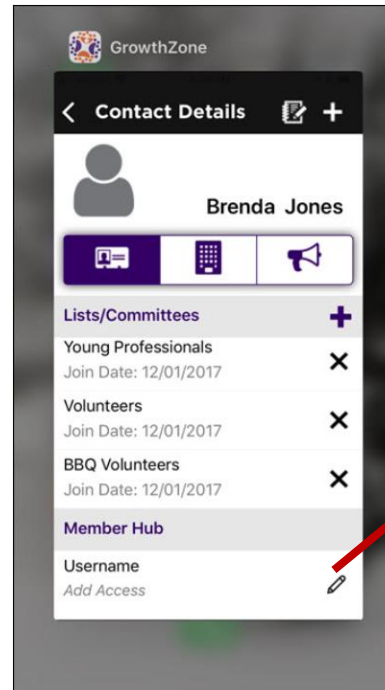 GrowthZone
Contact Details
Brenda Jones
Lists/Committees
Young Professionals
Join Date: 12/01/2017
Volunteers
Join Date: 12/01/2017
BBQ Volunteers
Join Date: 12/01/2017
Member Hub
Username
Add Access